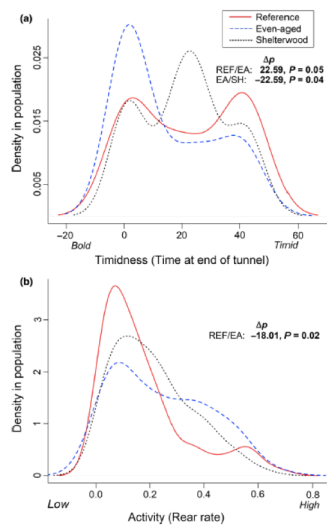 (a)
Reference
Even-aged
Shelterwood
Δp
REF/EA: 22.59, P = 0.05
EA/SH: −22.59, P = 0.04
Density in population
0.025
0.015
0.005
−20 0 20 40 60
Bold Timid
Timidness (Time at end of tunnel)
(b)
Δp
REF/EA: −18.01, P = 0.02
Density in population
3
2
1
0
0.0 0.2 0.4 0.6 0.8
Low High
Activity (Rear rate)